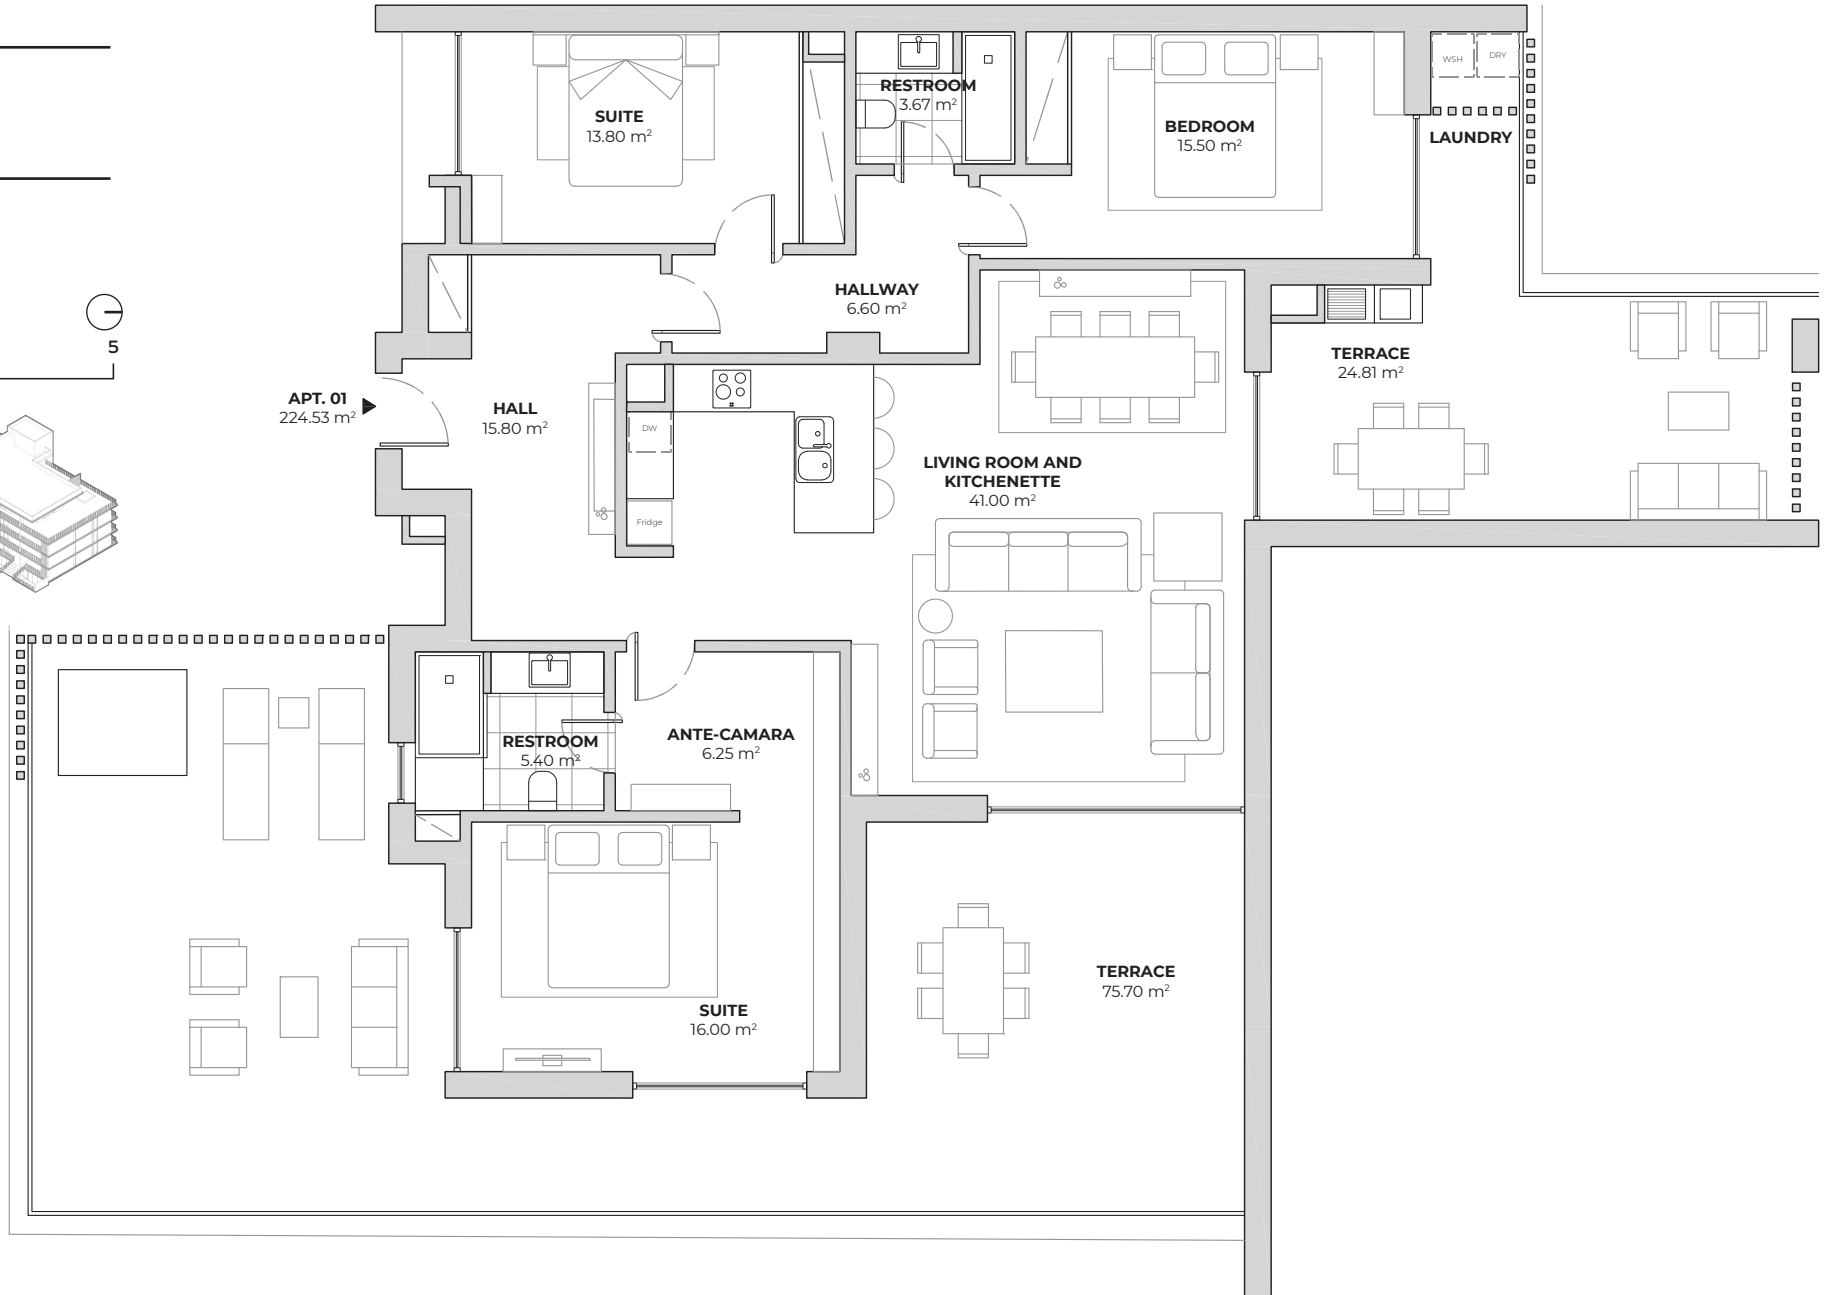 SUITE
13.80 m²
RESTROOM
3.67 m²
BEDROOM
15.50 m²
WSH
DRY
LAUNDRY
HALLWAY
6.60 m²
5
APT. 01
224.53 m²
HALL
15.80 m²
DW
Fridge
LIVING ROOM AND
KITCHENETTE
41.00 m²
TERRACE
24.81 m²
RESTROOM
5.40 m²
ANTE-CAMARA
6.25 m²
SUITE
16.00 m²
TERRACE
75.70 m²